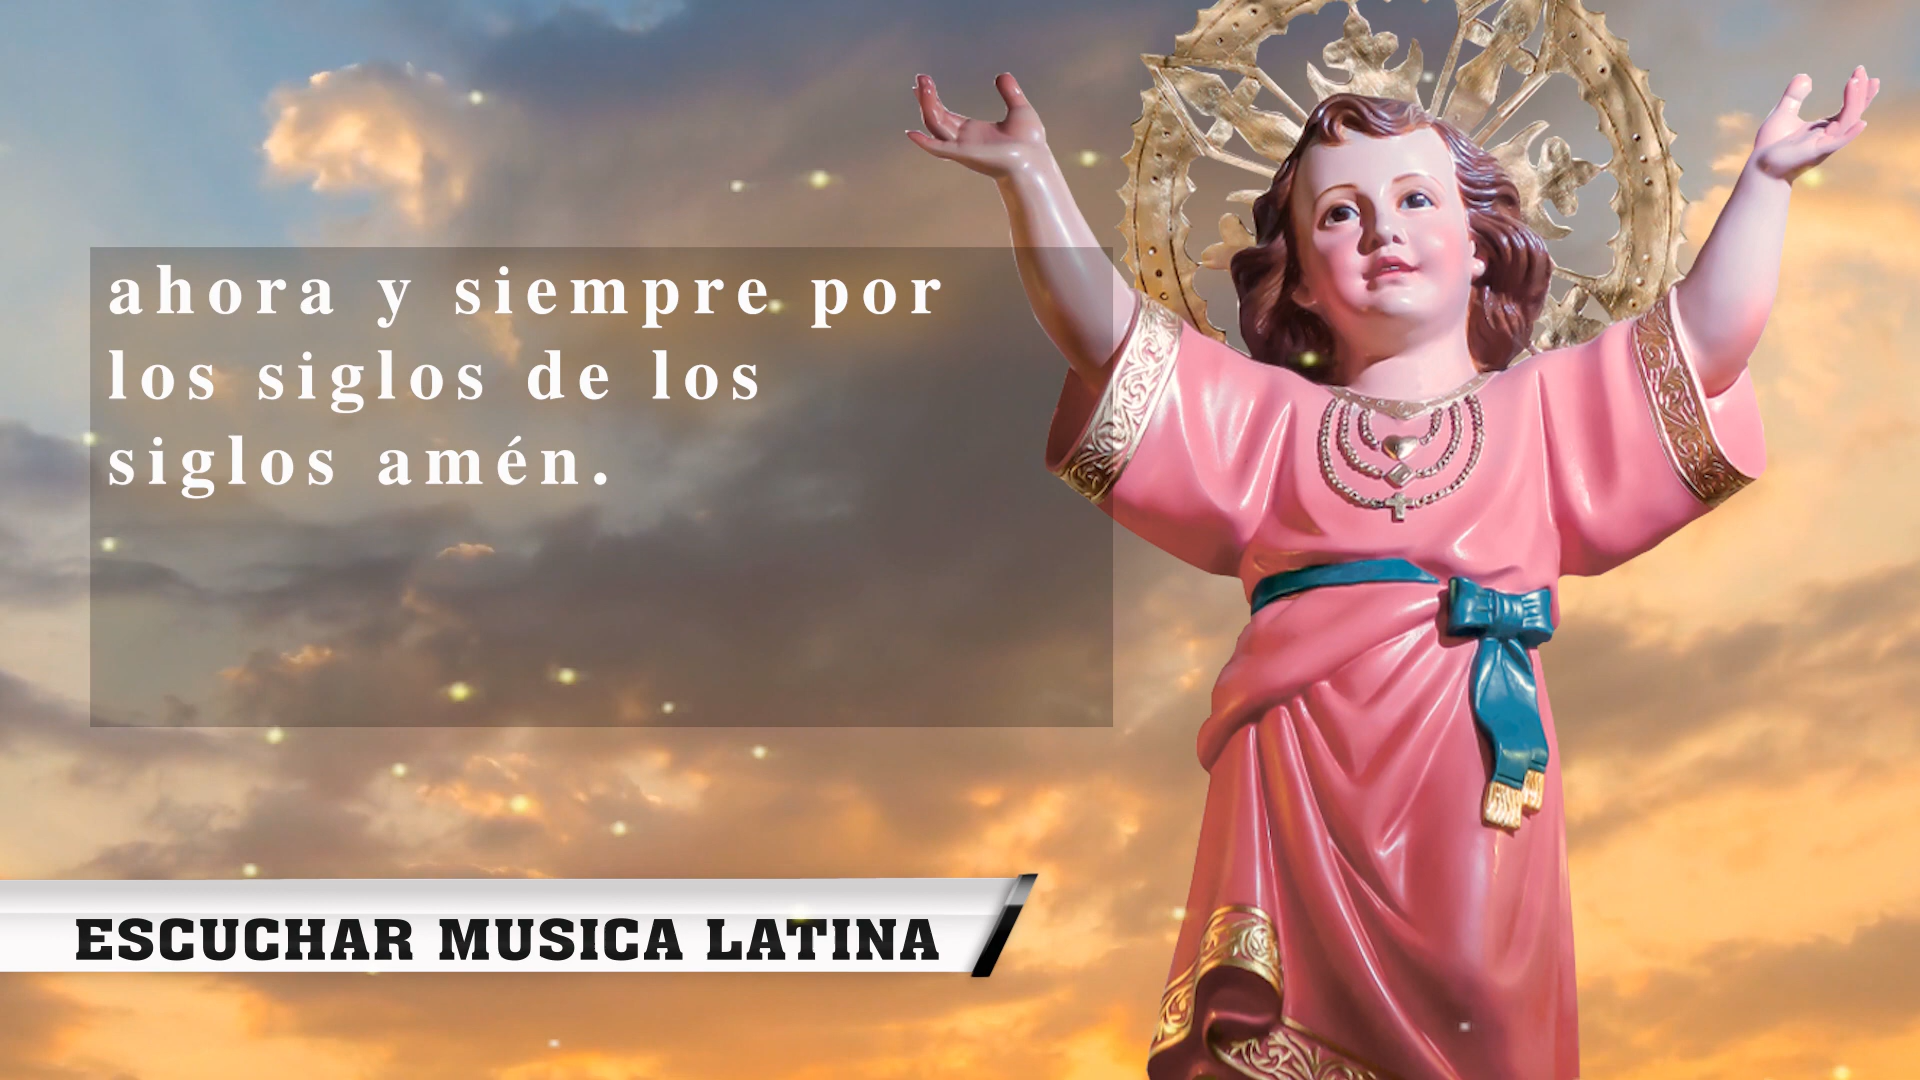 ahora y siempre por
los siglos de los
siglos amén.
ESCUCHAR MUSICA LATINA